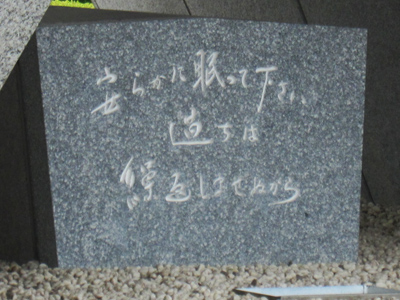 安らかに眠って下さい
過ちは
繰返しませぬから